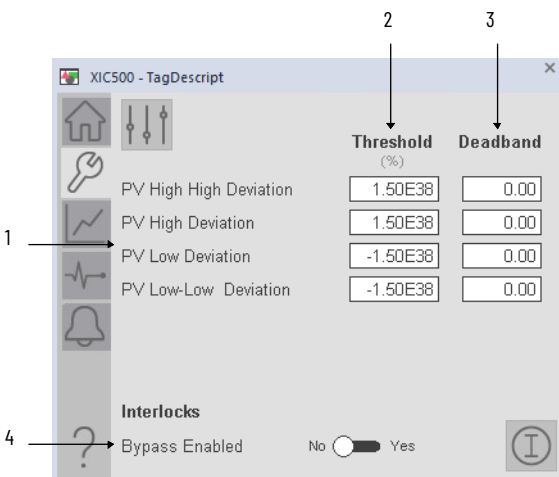 2 3
XIC500 - TagDescript ×
Threshold Deadband
(%)
PV High High Deviation 1.50E38 0.00
PV High Deviation 1.50E38 0.00
1
PV Low Deviation -1.50E38 0.00
PV Low-Low Deviation -1.50E38 0.00
Interlocks
4 ? Bypass Enabled No Yes I